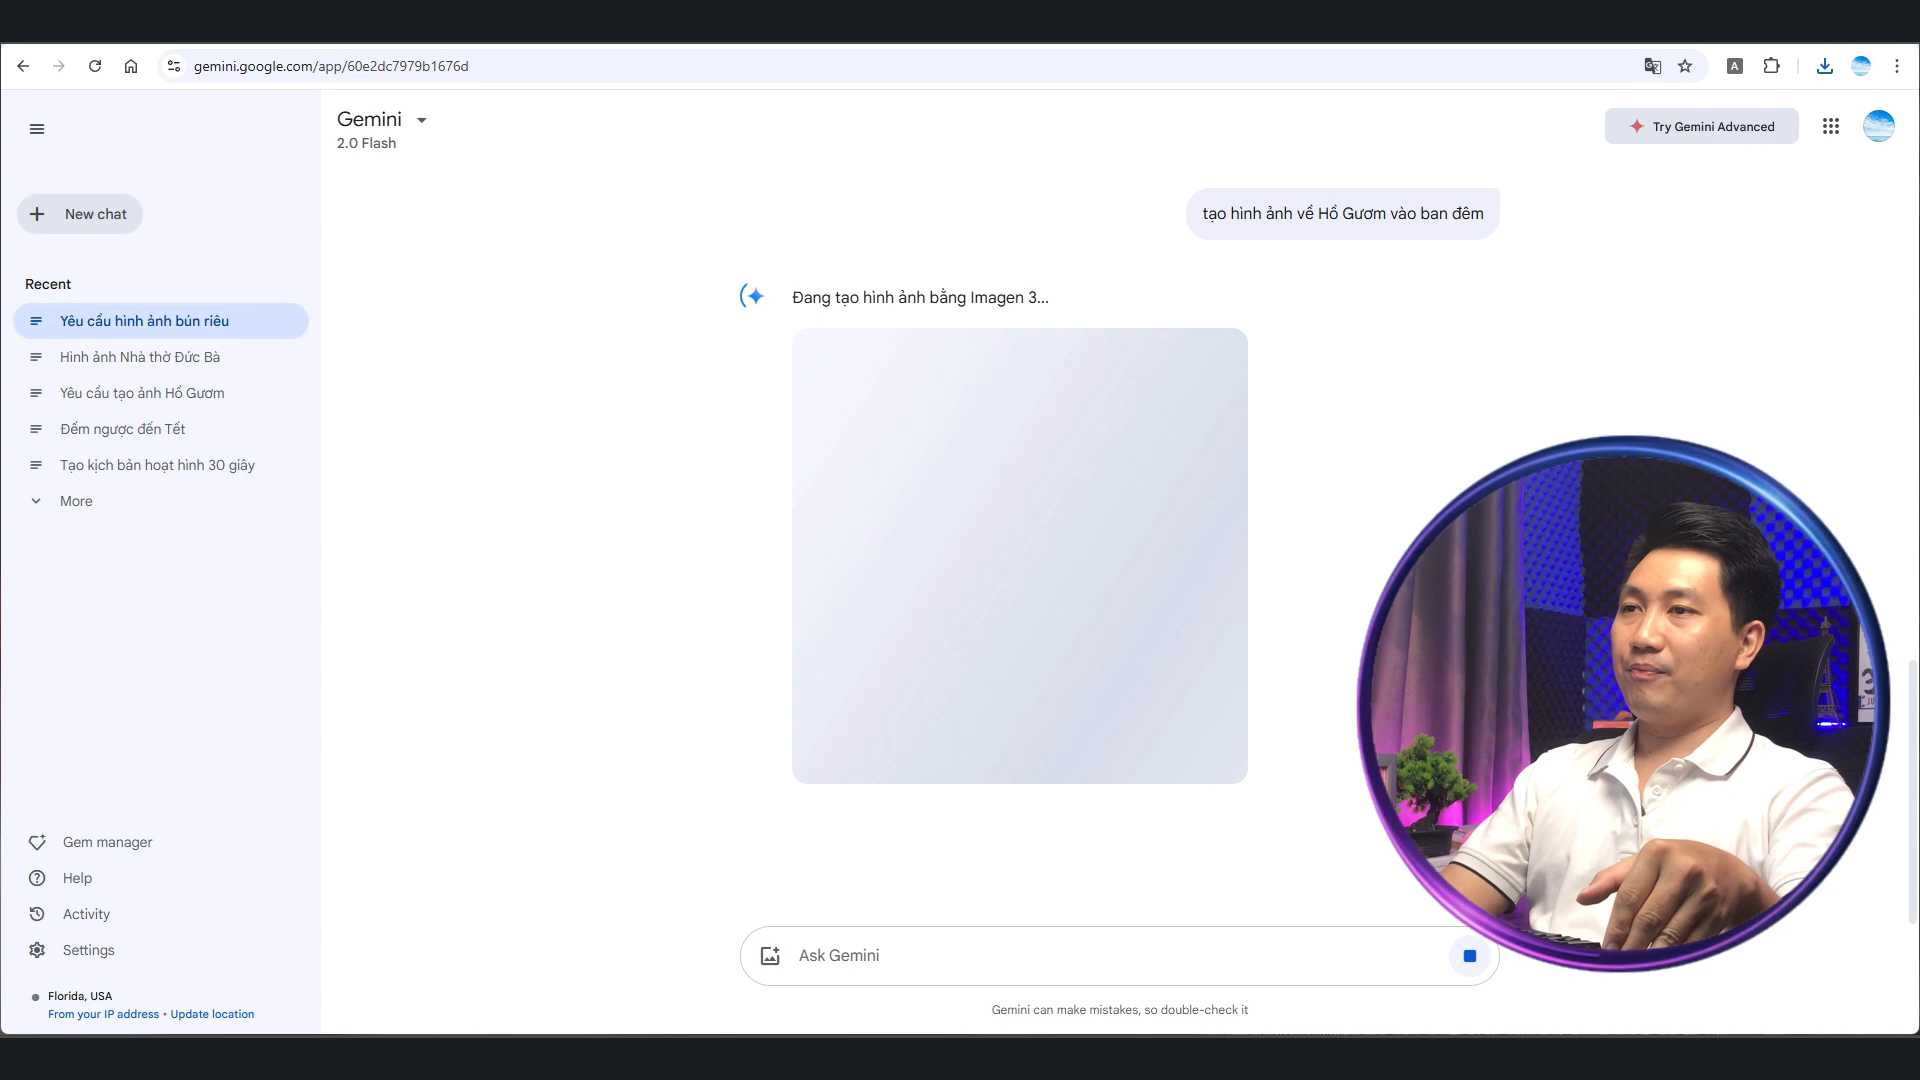 gemini.google.com/app/60e2dc7979b1676d
A
Gemini
2.0 Flash
Try Gemini Advanced
New chat
tạo hình ảnh về Hồ Gươm vào ban đêm
Recent
Yêu cầu hình ảnh bún riêu
Hình ảnh Nhà thờ Đức Bà
Yêu cầu tạo ảnh Hồ Gươm
Đếm ngược đến Tết
Tạo kịch bản hoạt hình 30 giây
More
Đang tạo hình ảnh bằng Imagen 3...
Gem manager
Help
Activity
Settings
Florida, USA
From your IP address • Update location
Ask Gemini
Gemini can make mistakes, so double-check it